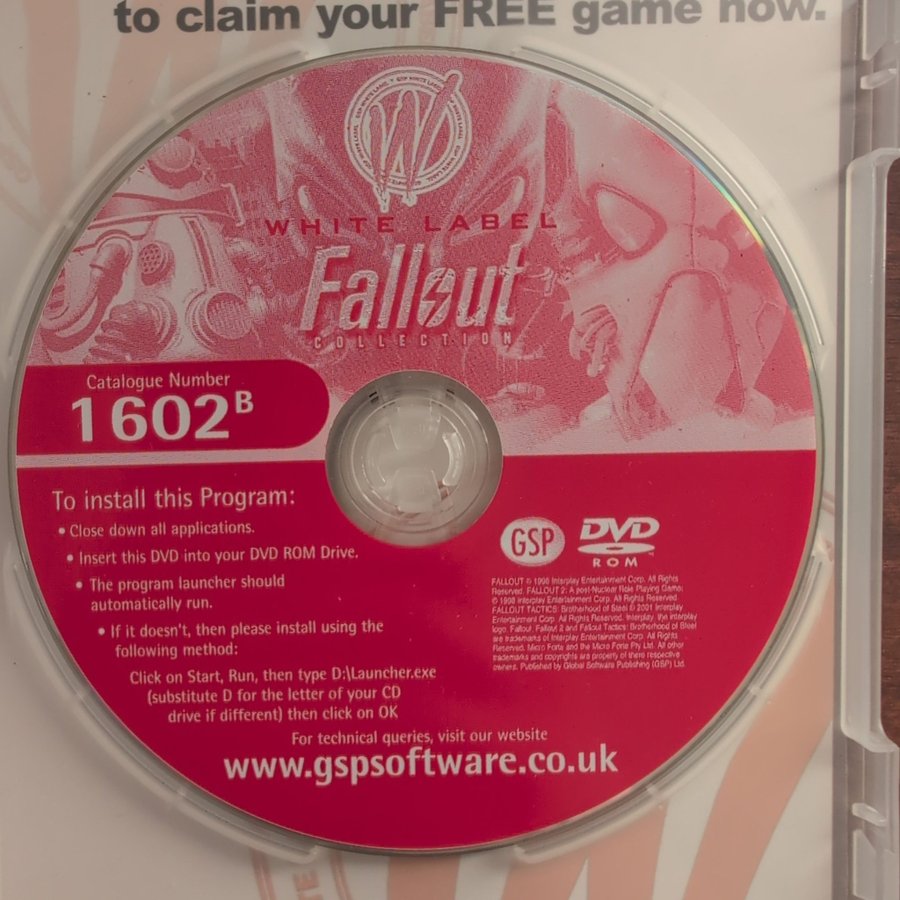 to claim your FREE game now.
W
WHITE LABEL
Fallout
COLLECTION
Catalogue Number
1602B
To install this Program:
• Close down all applications.
• Insert this DVD into your DVD ROM Drive.
• The program launcher should
automatically run.
• If it doesn't, then please install using the
following method:
Click on Start, Run, then type D:\Launcher.exe
(substitute D for the letter of your CD
drive if different) then click on OK
For technical queries, visit our website
www.gspsoftware.co.uk
GSP
DVD
ROM
FALLOUT © 1998 Interplay Entertainment Corp. All Rights
Reserved. FALLOUT 2: A post-Nuclear Role Playing Game:
© 1998 Interplay Entertainment Corp. All Rights Reserved.
FALLOUT TACTICS: Brotherhood of Steel © 2001 Interplay
Entertainment Corp. All Rights Reserved. Interplay, the interplay
logo, Fallout, Fallout 2 and Fallout Tactics: Brotherhood of Steel
are trademarks of Interplay Entertainment Corp. All Rights
Reserved. Micro Forte and the Micro Forte Pty Ltd. All other
trademarks and copyrights are property of there respective
owners. Published by Global Software Publishing (GSP) Ltd.